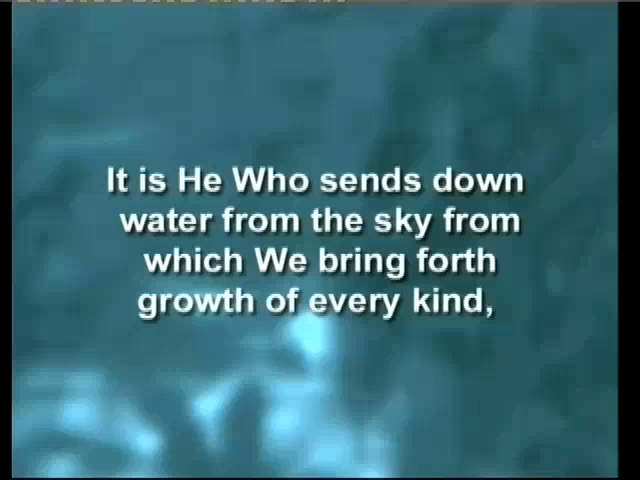 It is He Who sends down
water from the sky from
which We bring forth
growth of every kind,